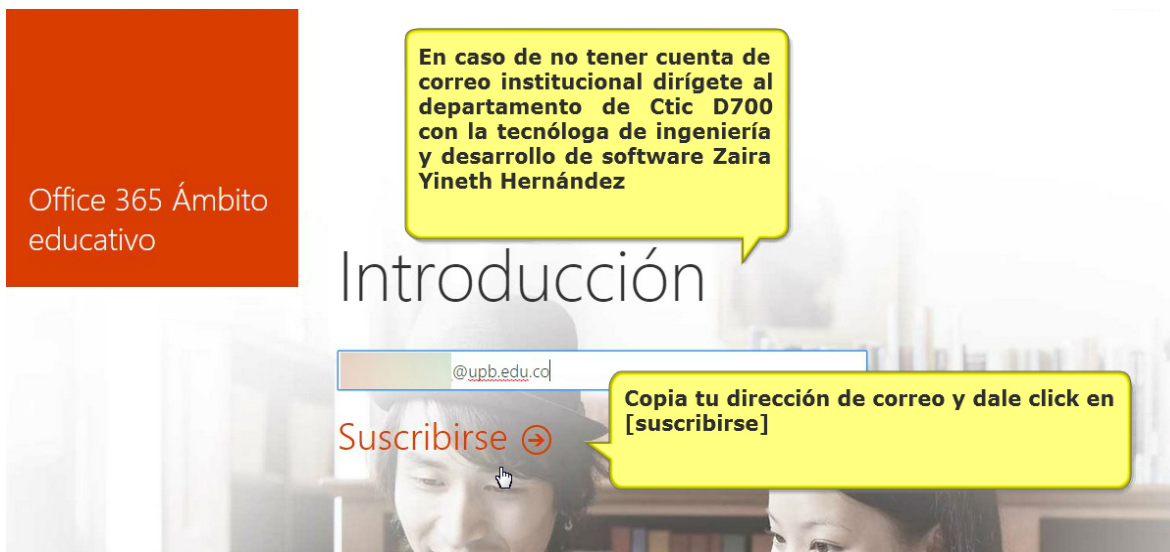 En caso de no tener cuenta de
correo institucional dirígete al
departamento de Ctic D700
con la tecnóloga de ingeniería
y desarrollo de software Zaira
Yineth Hernández
Office 365 Ámbito
educativo
Introducción
@upb.edu.co
Copia tu dirección de correo y dale click en
[suscribirse]
Suscribirse